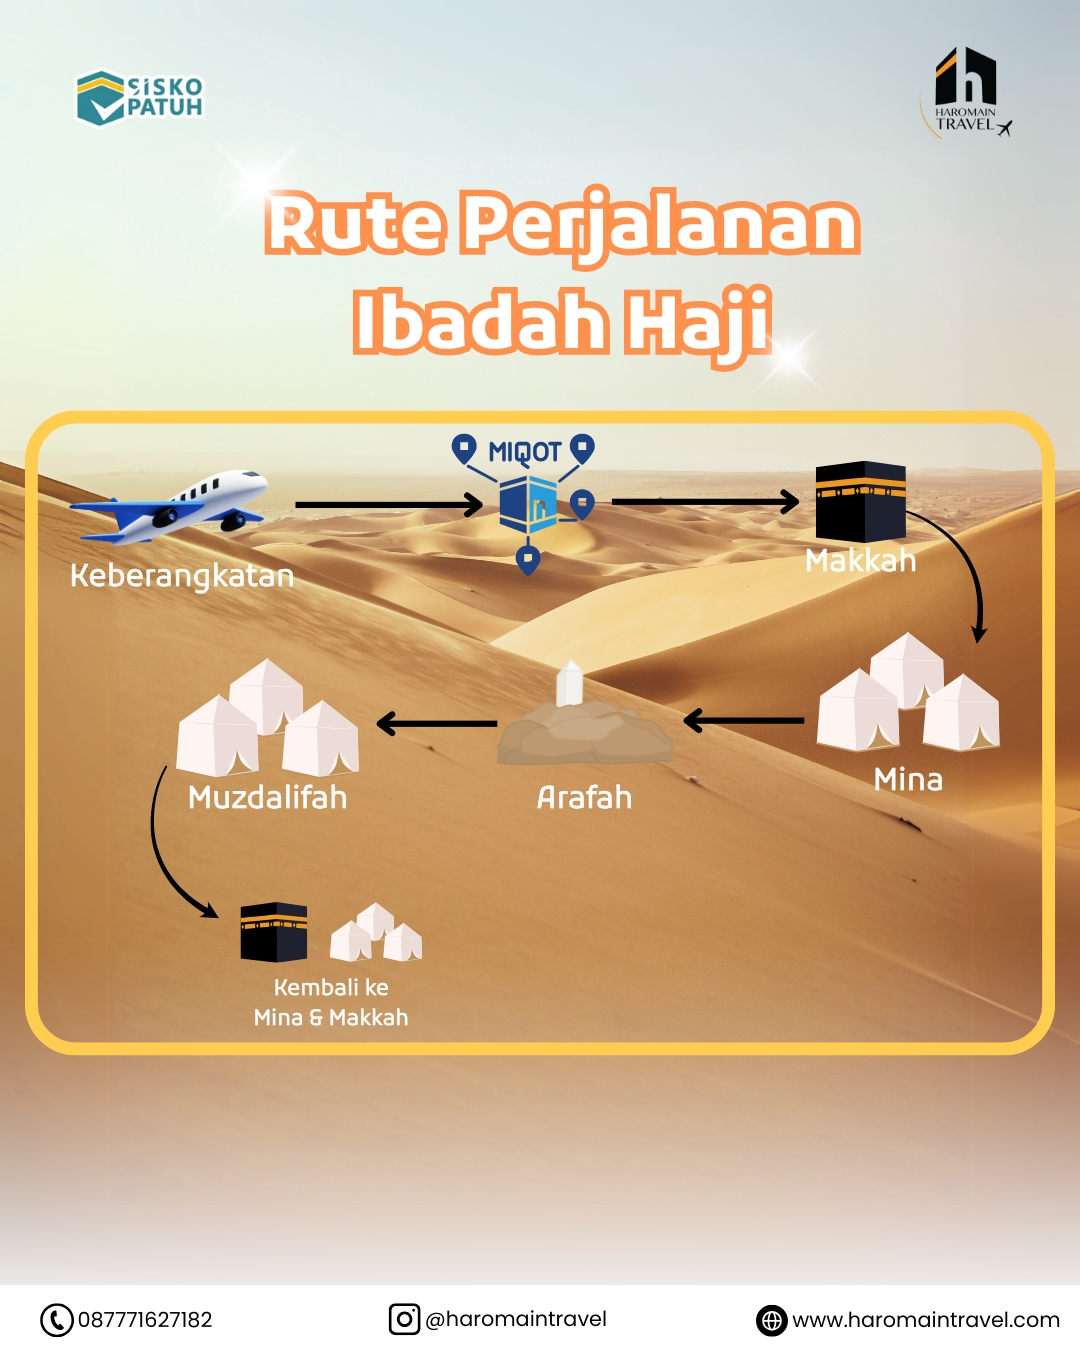 SISKO
PATUH
HAROMAIN
TRAVEL
Rute Perjalanan
Ibadah Haji
MIQOT
Keberangkatan
Makkah
Mina
Arafah
Muzdalifah
Kembali ke
Mina & Makkah
087771627182
@haromaintravel
www.haromaintravel.com